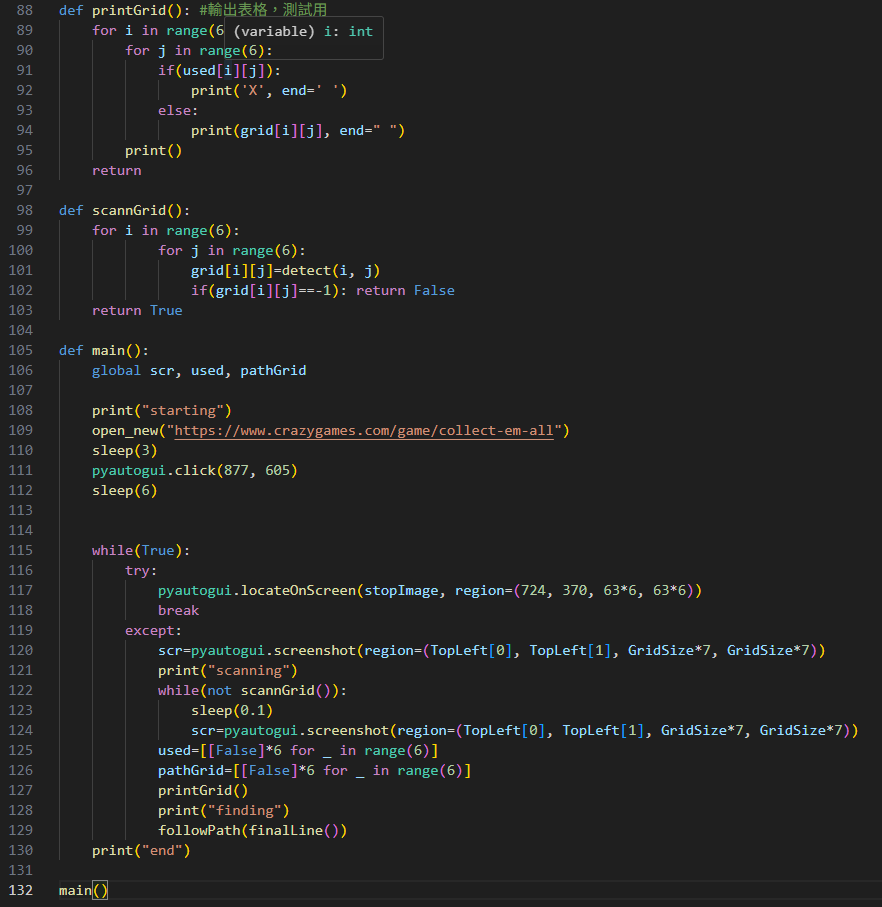 88 def printGrid(): #輸出表格，測試用
89     for i in range(6 (variable) i: int
90         for j in range(6):
91             if(used[i][j]):
92                 print('X', end=' ')
93             else:
94                 print(grid[i][j], end=" ")
95         print()
96     return
97
98 def scannGrid():
99     for i in range(6):
100             for j in range(6):
101                 grid[i][j]=detect(i, j)
102                 if(grid[i][j]==-1): return False
103     return True
104
105 def main():
106     global scr, used, pathGrid
107
108     print("starting")
109     open_new("https://www.crazygames.com/game/collect-em-all")
110     sleep(3)
111     pyautogui.click(877, 605)
112     sleep(6)
113
114
115     while(True):
116         try:
117             pyautogui.locateOnScreen(stopImage, region=(724, 370, 63*6, 63*6))
118             break
119         except:
120             scr=pyautogui.screenshot(region=(TopLeft[0], TopLeft[1], GridSize*7, GridSize*7))
121             print("scanning")
122             while(not scannGrid()):
123                 sleep(0.1)
124                 scr=pyautogui.screenshot(region=(TopLeft[0], TopLeft[1], GridSize*7, GridSize*7))
125             used=[[False]*6 for _ in range(6)]
126             pathGrid=[[False]*6 for _ in range(6)]
127             printGrid()
128             print("finding")
129             followPath(finalLine())
130     print("end")
131
132 main()